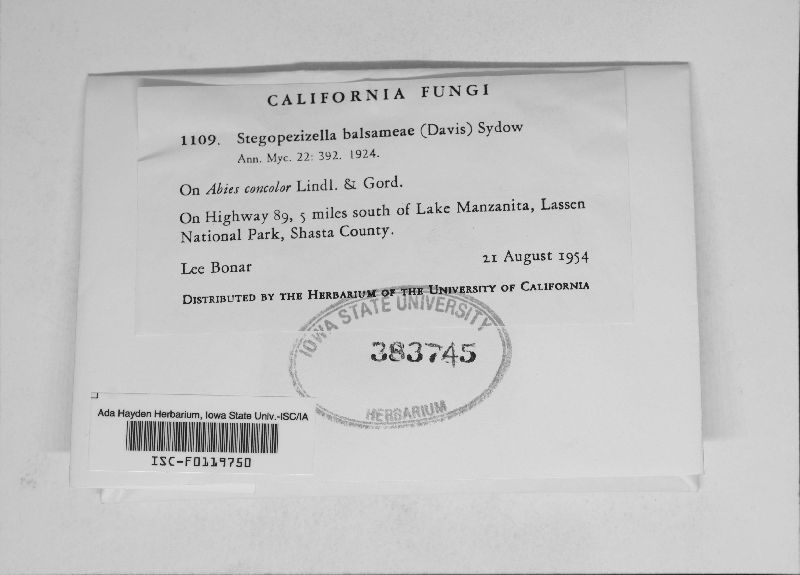 CALIFORNIA FUNGI
1109. Stegopezizella balsameae (Davis) Sydow
Ann. Myc. 22: 392. 1924.
On Abies concolor Lindl. & Gord.
On Highway 89, 5 miles south of Lake Manzanita, Lassen
National Park, Shasta County.
Lee Bonar 21 August 1954
DISTRIBUTED BY THE HERBARIUM OF THE UNIVERSITY OF CALIFORNIA
IOWA STATE UNIVERSITY
383745
HERBARIUM
Ada Hayden Herbarium, Iowa State Univ.-ISC/IA
ISC-F0119750